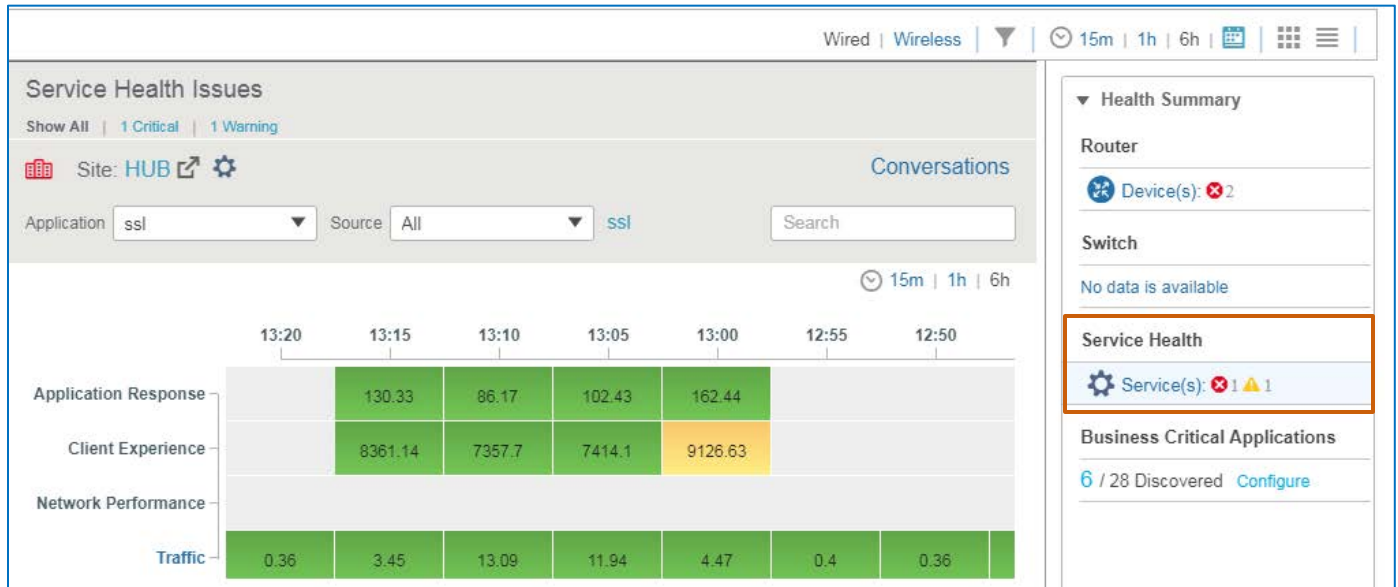 Wired | Wireless | 15m | 1h | 6h |
Service Health Issues
Show All | 1 Critical | 1 Warning
Site: HUB Conversations
Application ssl Source All ssl Search
15m | 1h | 6h
13:20 13:15 13:10 13:05 13:00 12:55 12:50
Application Response 130.33 86.17 102.43 162.44
Client Experience 8361.14 7357.7 7414.1 9126.63
Network Performance
Traffic 0.36 3.45 13.09 11.94 4.47 0.4 0.36
Health Summary
Router
Device(s): 2
Switch
No data is available
Service Health
Service(s): 1 1
Business Critical Applications
6 / 28 Discovered Configure